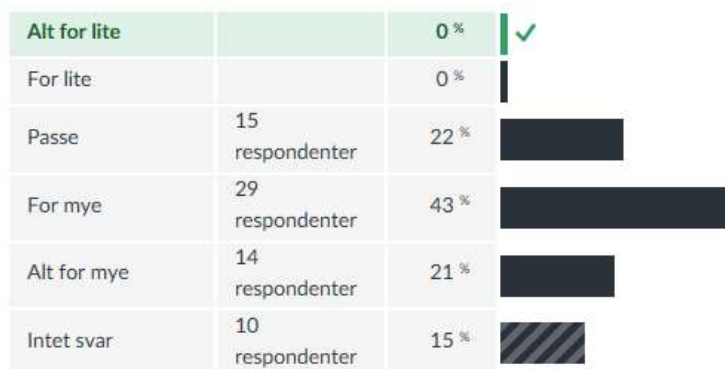 Alt for lite 0 %
For lite 0 %
Passe 15 respondenter 22 %
For mye 29 respondenter 43 %
Alt for mye 14 respondenter 21 %
Intet svar 10 respondenter 15 %